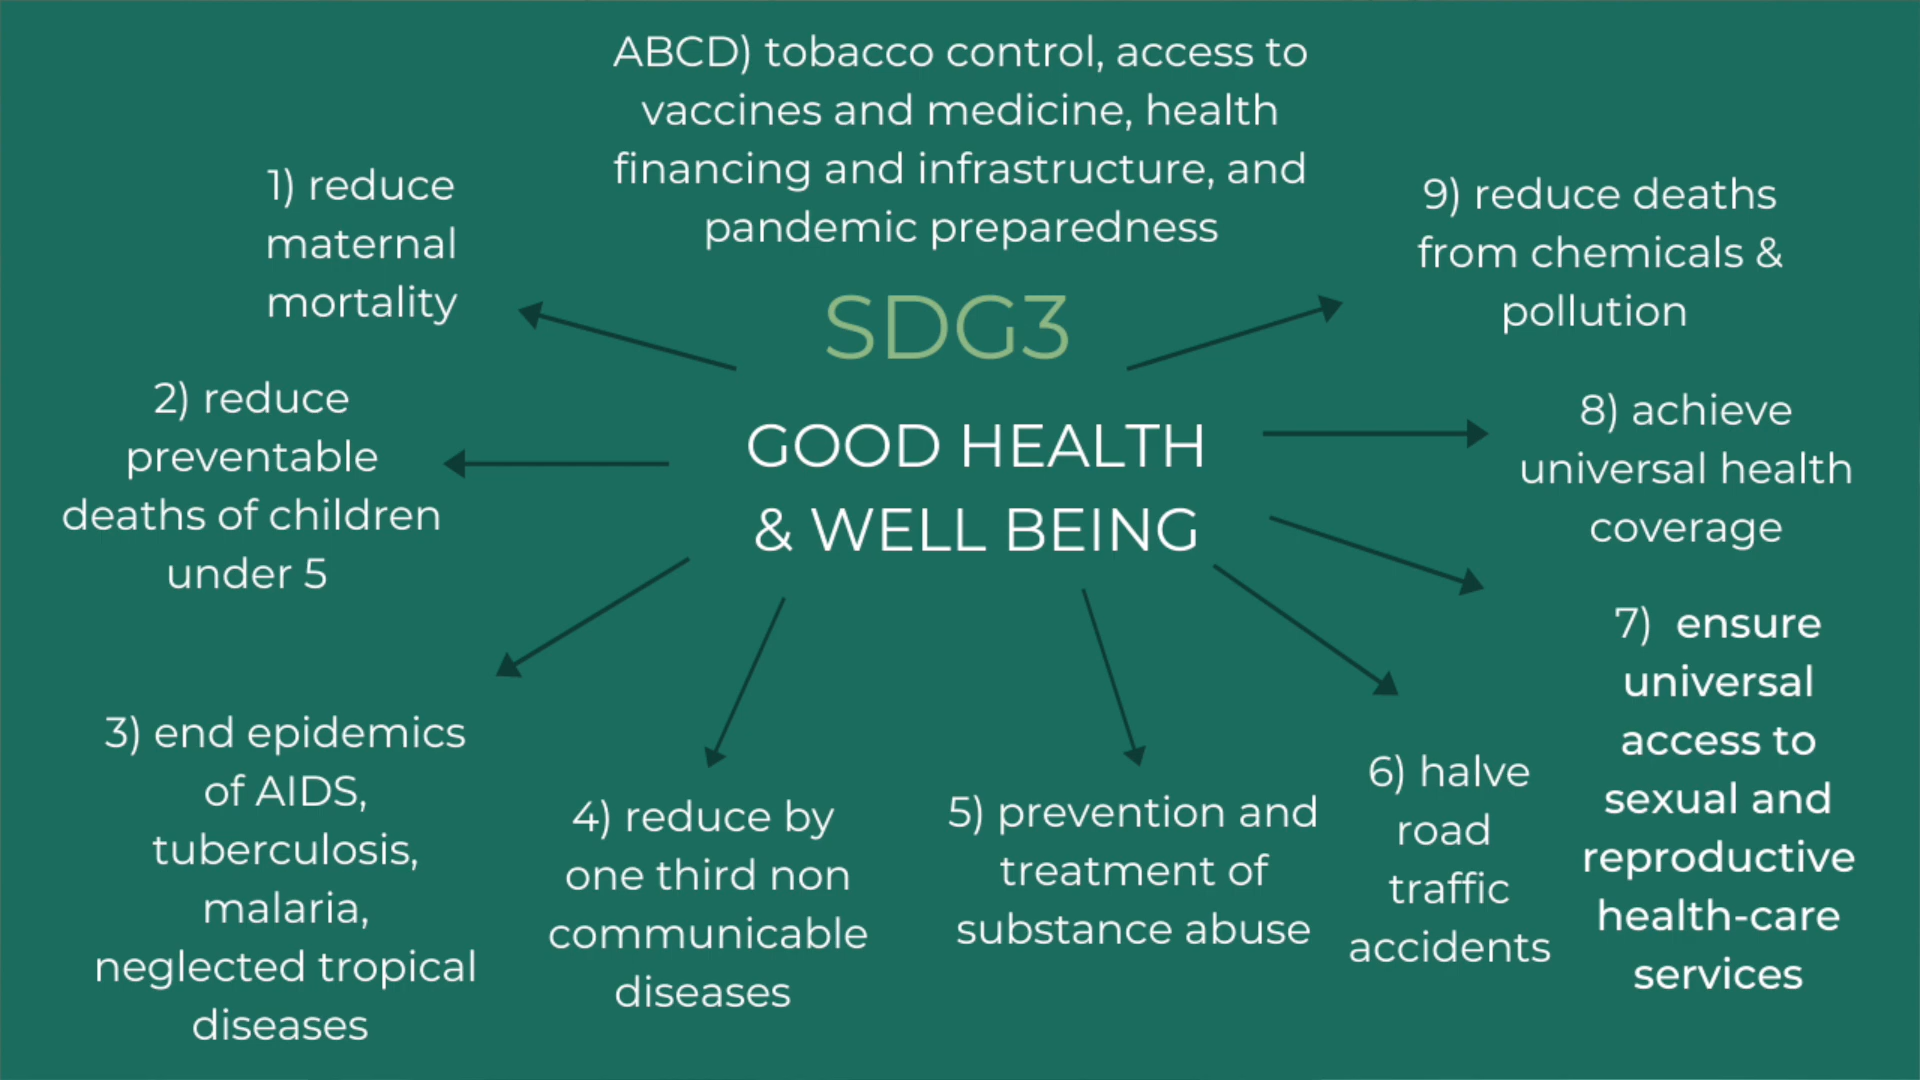 ABCD) tobacco control, access to
vaccines and medicine, health
financing and infrastructure, and
pandemic preparedness
SDG3
GOOD HEALTH
& WELL BEING
1) reduce
maternal
mortality
2) reduce
preventable
deaths of children
under 5
3) end epidemics
of AIDS,
tuberculosis,
malaria,
neglected tropical
diseases
4) reduce by
one third non
communicable
diseases
5) prevention and
treatment of
substance abuse
6) halve
road
traffic
accidents
7) ensure
universal
access to
sexual and
reproductive
health-care
services
8) achieve
universal health
coverage
9) reduce deaths
from chemicals &
pollution